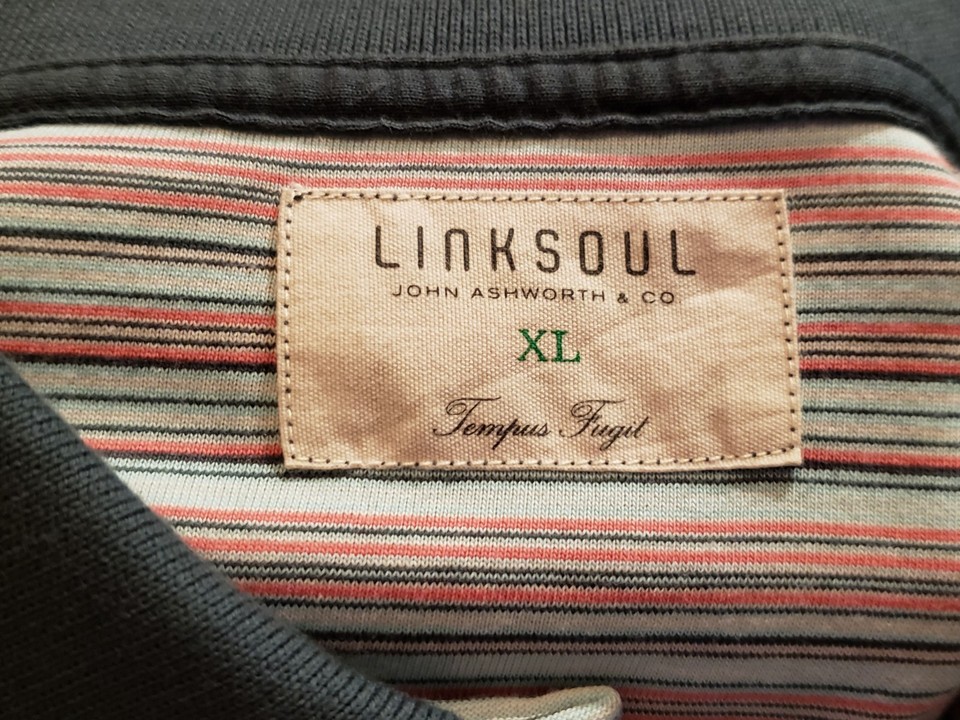 LINKSOUL
JOHN ASHWORTH & CO
XL
Tempus Fugit